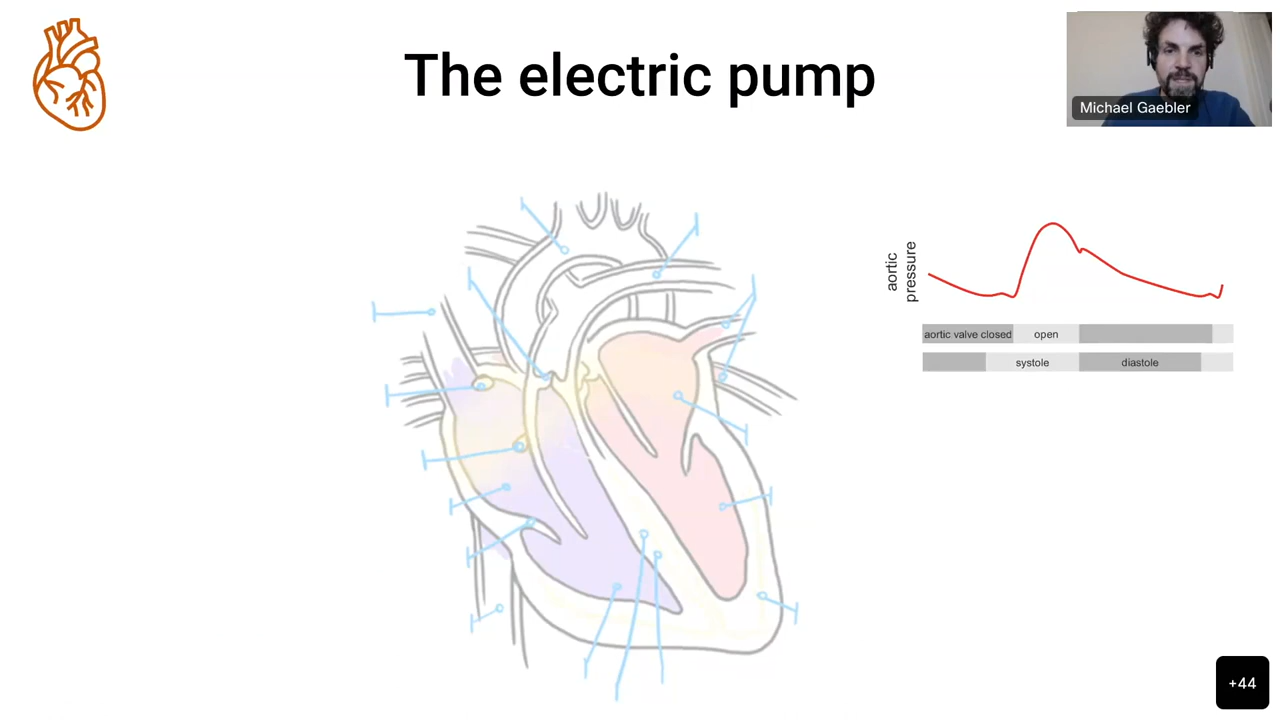 The electric pump
Michael Gaebler
aortic
pressure
aortic valve closed
open
systole
diastole
+44